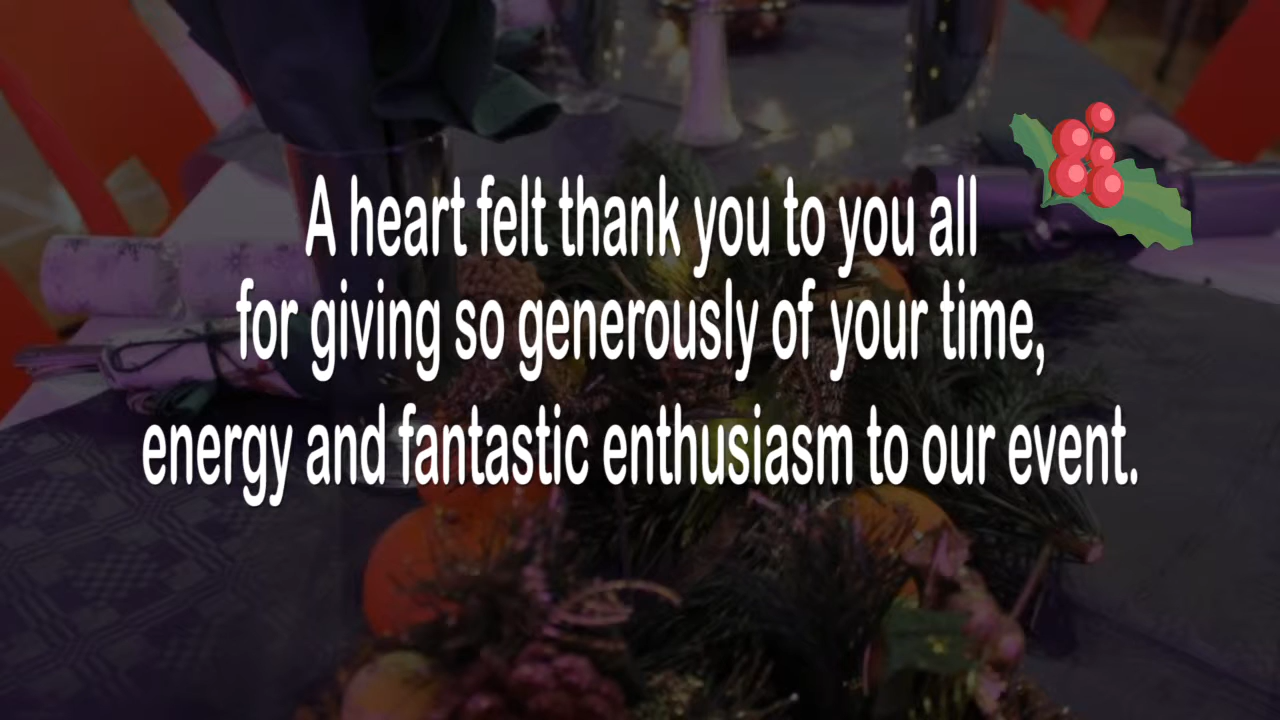 A heart felt thank you to you all
for giving so generously of your time,
energy and fantastic enthusiasm to our event.